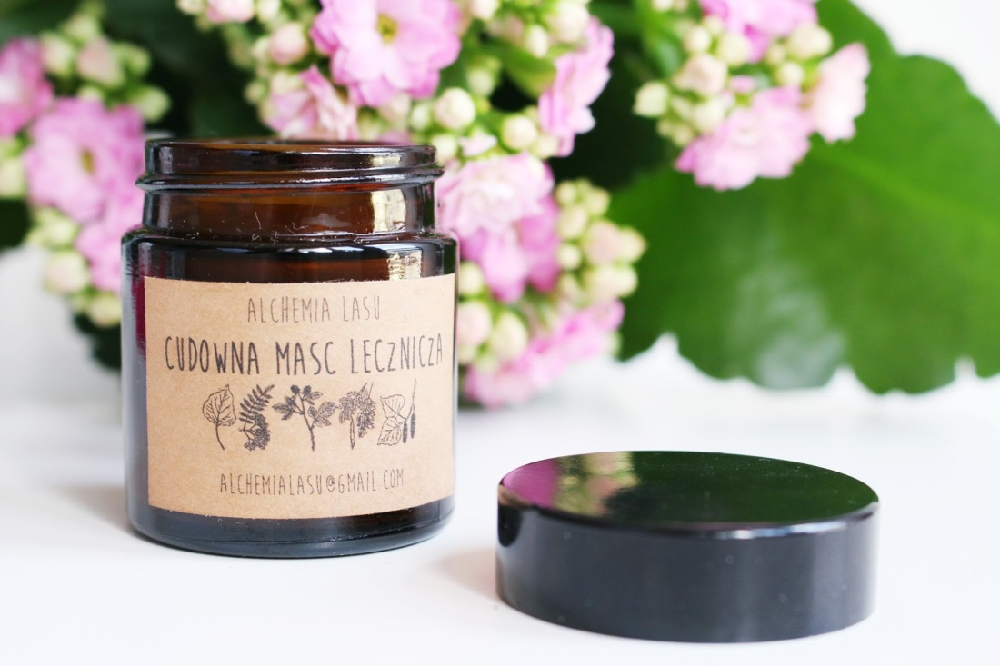 ALCHEMIA LASU
CUDOWNA MASC LECZNICZA
ALCHEMIALASU@GMAIL.COM